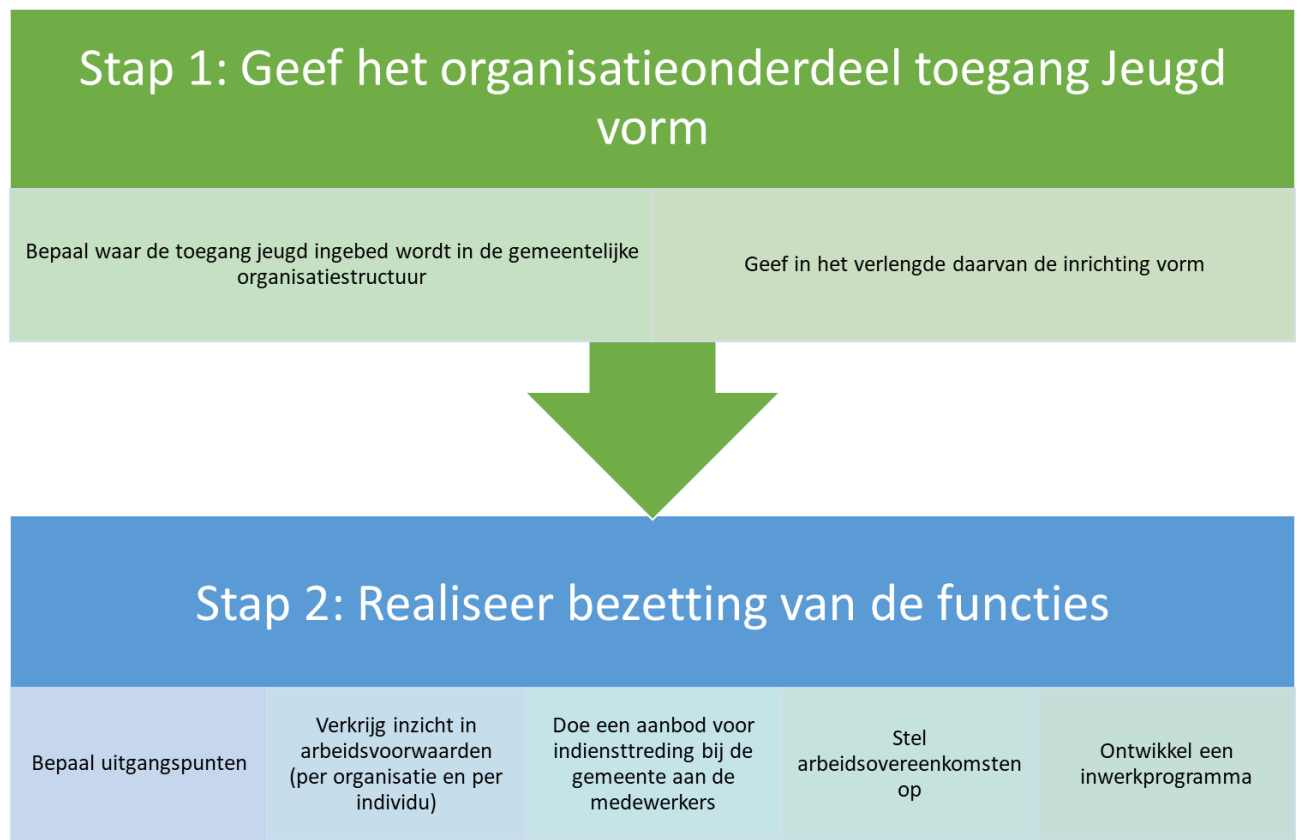 Stap 1: Geef het organisatieonderdeel toegang Jeugd
vorm
Bepaal waar de toegang jeugd ingebed wordt in de gemeentelijke
organisatiestructuur
Geef in het verlengde daarvan de inrichting vorm
Stap 2: Realiseer bezetting van de functies
Bepaal uitgangspunten
Verkrijg inzicht in
arbeidsvoorwaarden
(per organisatie en per
individu)
Doe een aanbod voor
indiensttreding bij de
gemeente aan de
medewerkers
Stel
arbeidsovereenkomsten
op
Ontwikkel een
inwerkprogramma